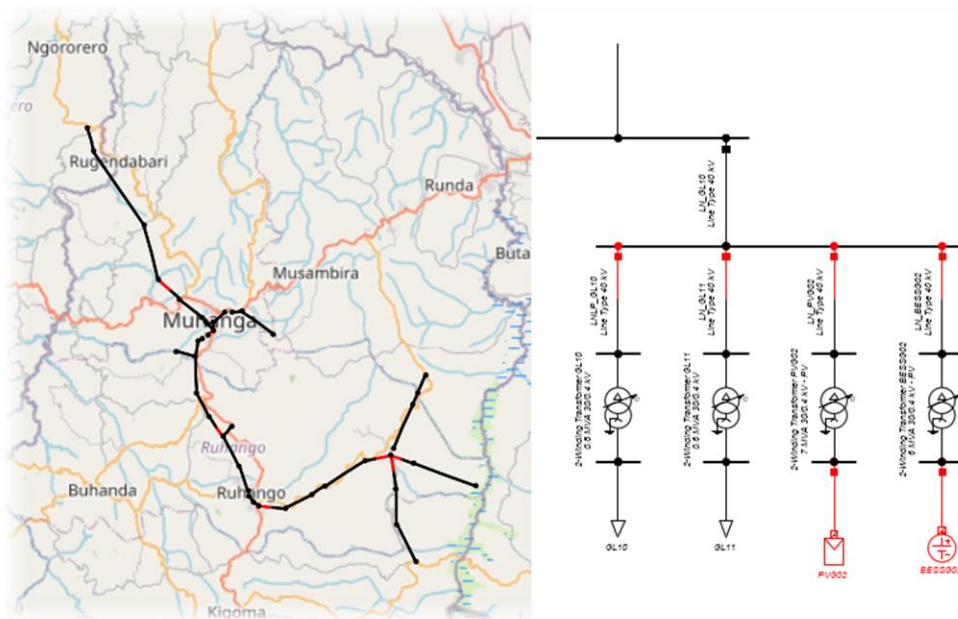 Ngororero
Rugendabari
Runda
Buta
Musambira
Muhanga
Ruhango
Buhanda
Ruhango
Kigoma
LN_GL10
Line Type 40 kV
LNLP_GL10
Line Type 40 kV
LN_GL11
Line Type 40 kV
LN_PVG02
Line Type 40 kV
LN_BESSG02
Line Type 40 kV
2-Winding Transformer GL10
0.6 MVA 30/0.4 kV
2-Winding Transformer GL11
0.6 MVA 30/0.4 kV
2-Winding Transformer PVG02
7 MVA 30/0.4 kV - PV
2-Winding Transformer BESSG02
6 MVA 30/0.4 kV - PV
GL10
GL11
PVG02
BESSG02